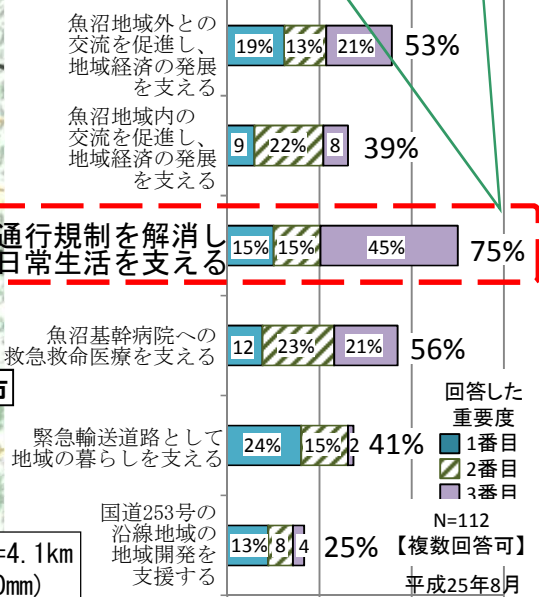 魚沼地域外との
交流を促進し、
地域経済の発展
を支える
19% 13% 21% 53%
魚沼地域内の
交流を促進し、
地域経済の発展
を支える
9 22% 8 39%
通行規制を解消し
日常生活を支える
15% 15% 45% 75%
魚沼基幹病院への
救急救命医療を支える
12 23% 21% 56%
緊急輸送道路として
地域の暮らしを支える
24% 15% 2 41%
国道253号の
沿線地域の
地域開発を
支援する
13% 8 4 25%
回答した
重要度
1番目
2番目
3番目
N=112
【複数回答可】
平成25年8月
=4.1km
0mm)